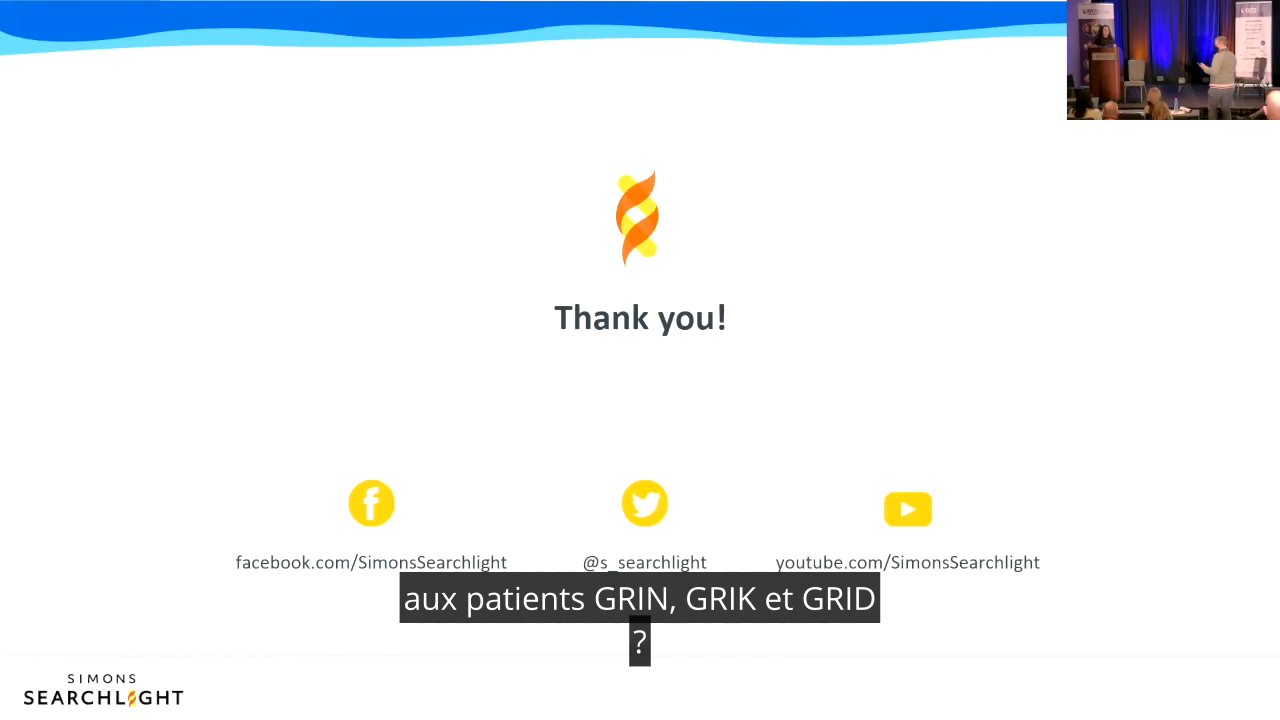 Thank you!
facebook.com/SimonsSearchlight
@s_searchlight
youtube.com/SimonsSearchlight
aux patients GRIN, GRIK et GRID
?
SIMONS
SEARCHLIGHT